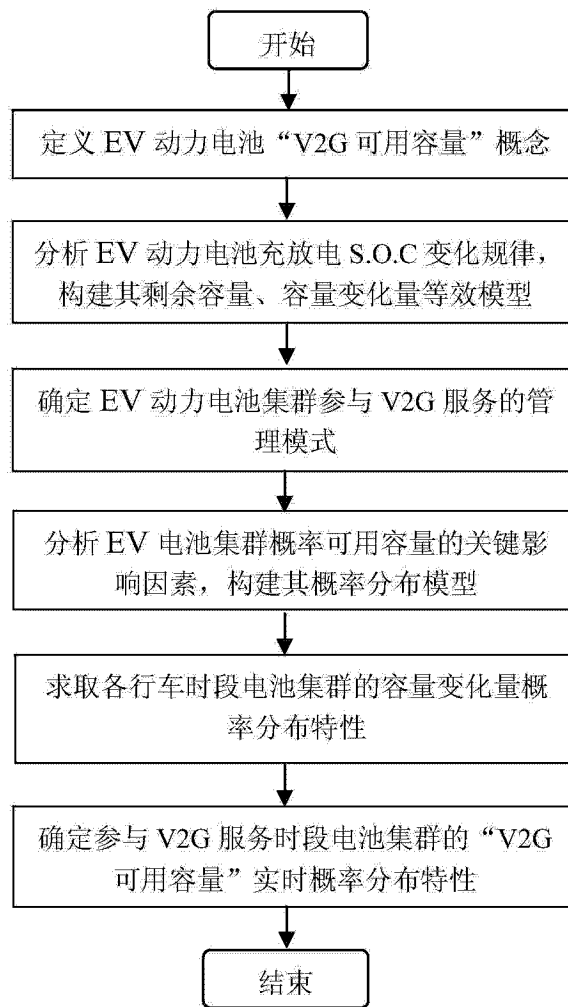 开始
定义 EV 动力电池“V2G 可用容量”概念
分析 EV 动力电池充放电 S.O.C 变化规律，
构建其剩余容量、容量变化量等效模型
确定 EV 动力电池集群参与 V2G 服务的管
理模式
分析 EV 电池集群概率可用容量的关键影
响因素，构建其概率分布模型
求取各行车时段电池集群的容量变化量概
率分布特性
确定参与 V2G 服务时段电池集群的“V2G
可用容量”实时概率分布特性
结束